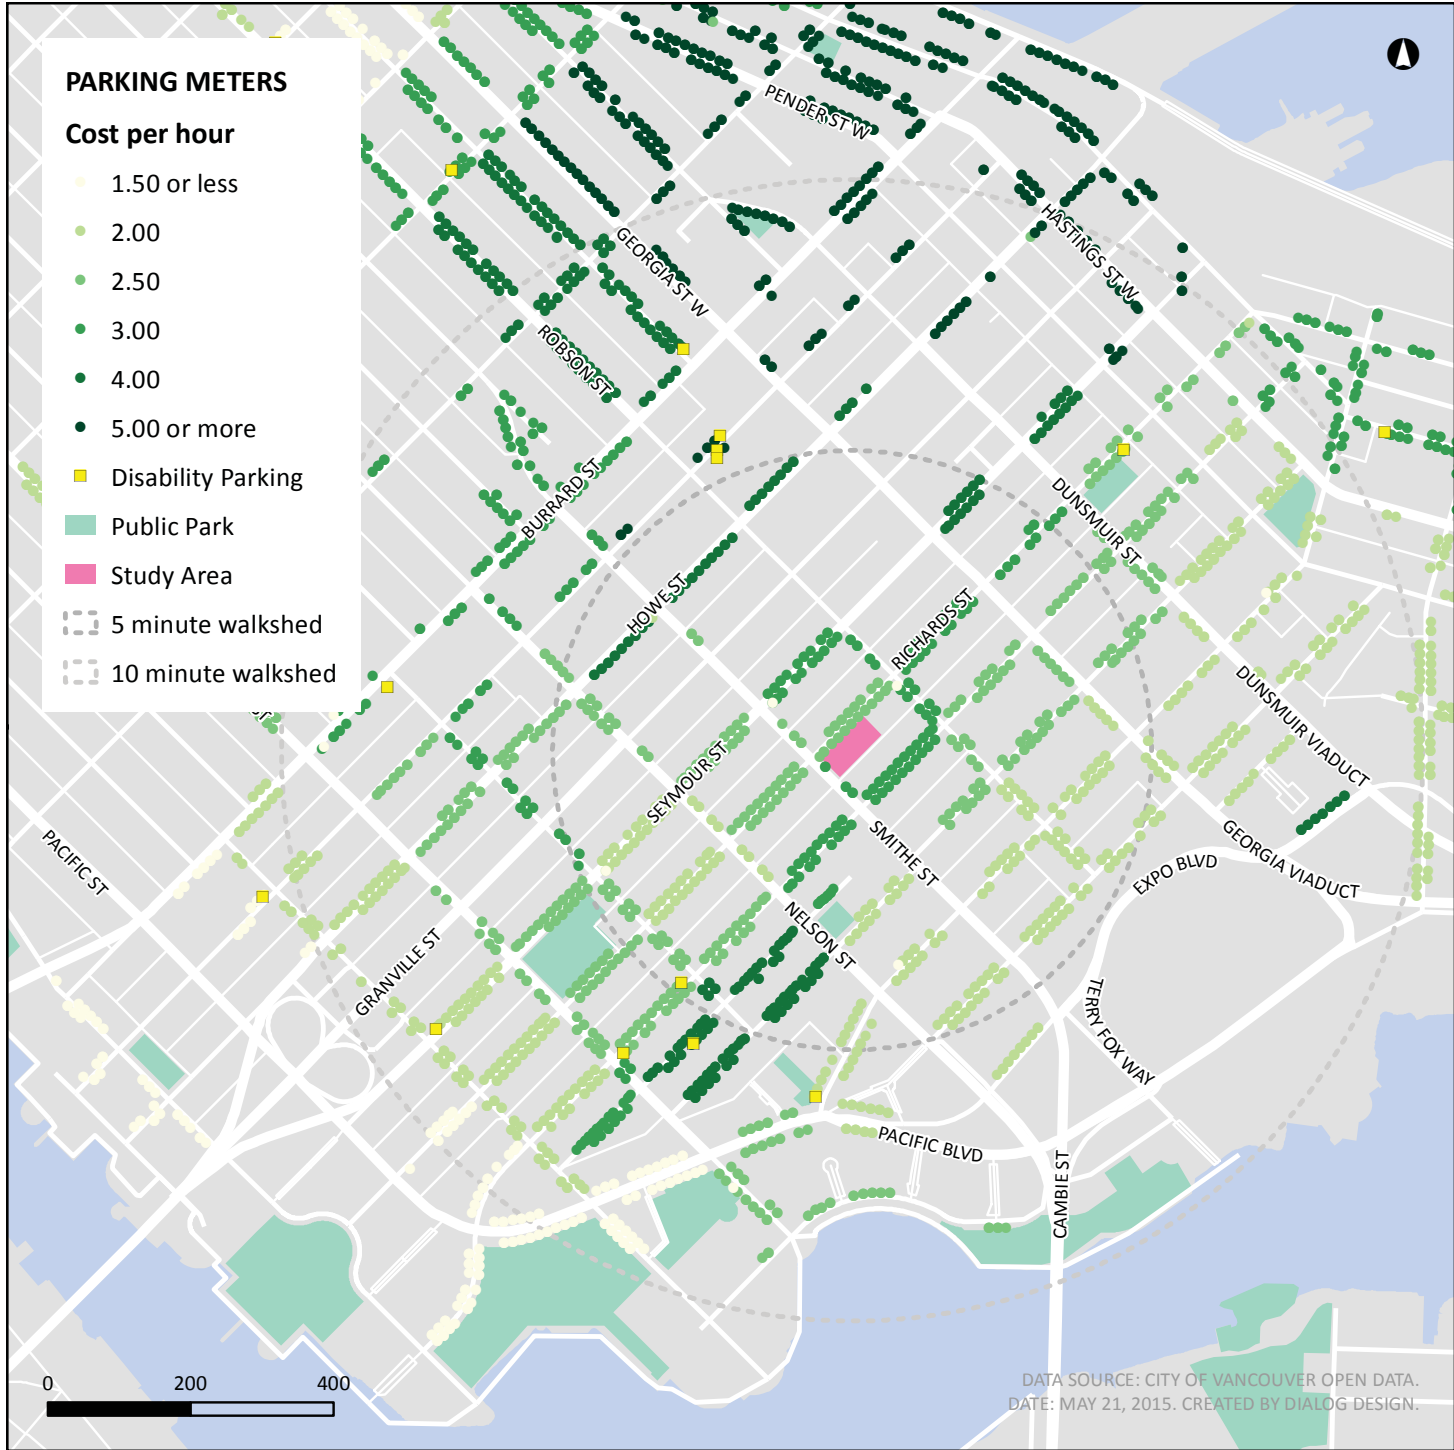 PARKING METERS
Cost per hour
1.50 or less
2.00
2.50
3.00
4.00
5.00 or more
Disability Parking
Public Park
Study Area
5 minute walkshed
10 minute walkshed
PENDER ST W
HASTINGS ST W
GEORGIA ST W
ROBSON ST
BURRARD ST
HOWE ST
DUNSMUIR ST
RICHARDS ST
DUNSMUIR VIADUCT
SEYMOUR ST
SMITHE ST
GEORGIA VIADUCT
EXPO BLVD
PACIFIC ST
GRANVILLE ST
NELSON ST
TERRY FOX WAY
PACIFIC BLVD
CAMBIE ST
0 200 400
DATA SOURCE: CITY OF VANCOUVER OPEN DATA.
DATE: MAY 21, 2015. CREATED BY DIALOG DESIGN.